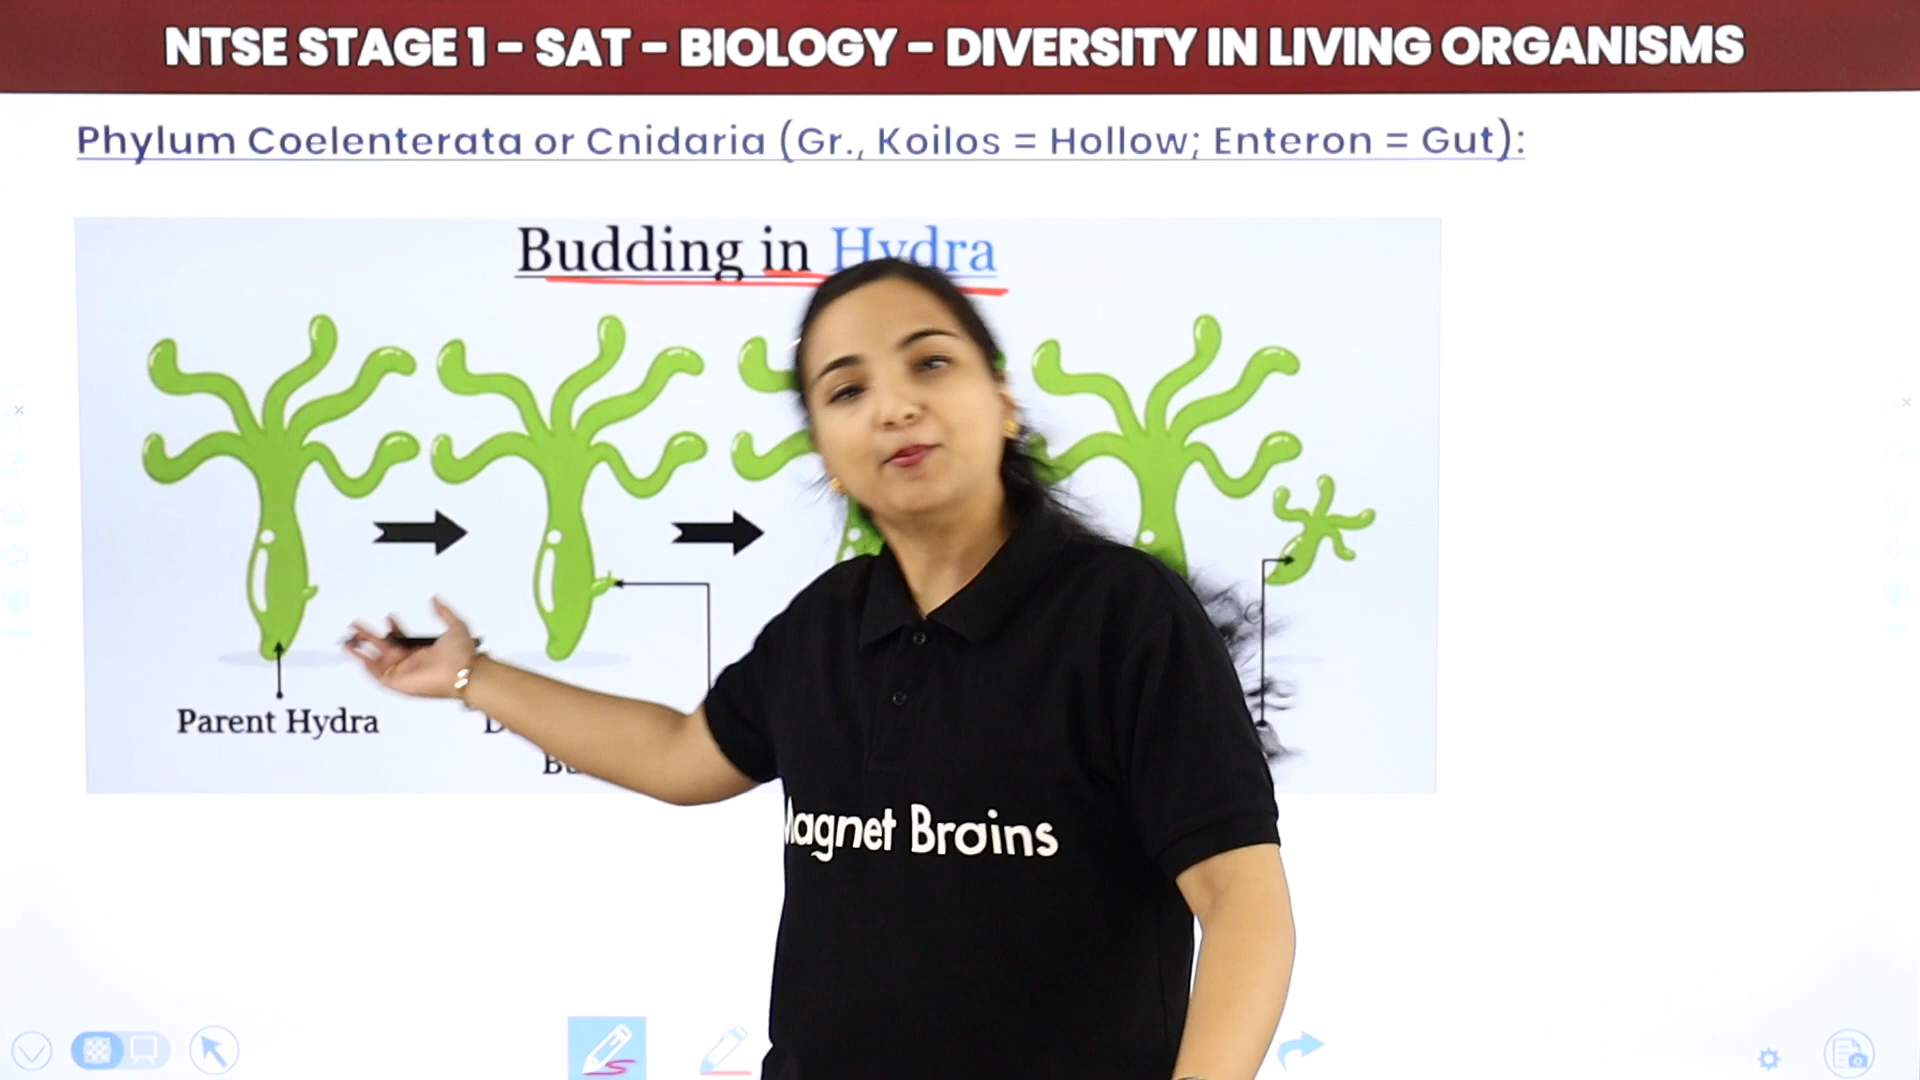 NTSE STAGE 1 – SAT – BIOLOGY – DIVERSITY IN LIVING ORGANISMS
Phylum Coelenterata or Cnidaria (Gr., Koilos = Hollow; Enteron = Gut):
Budding in Hydra
Parent Hydra
Magnet Brains